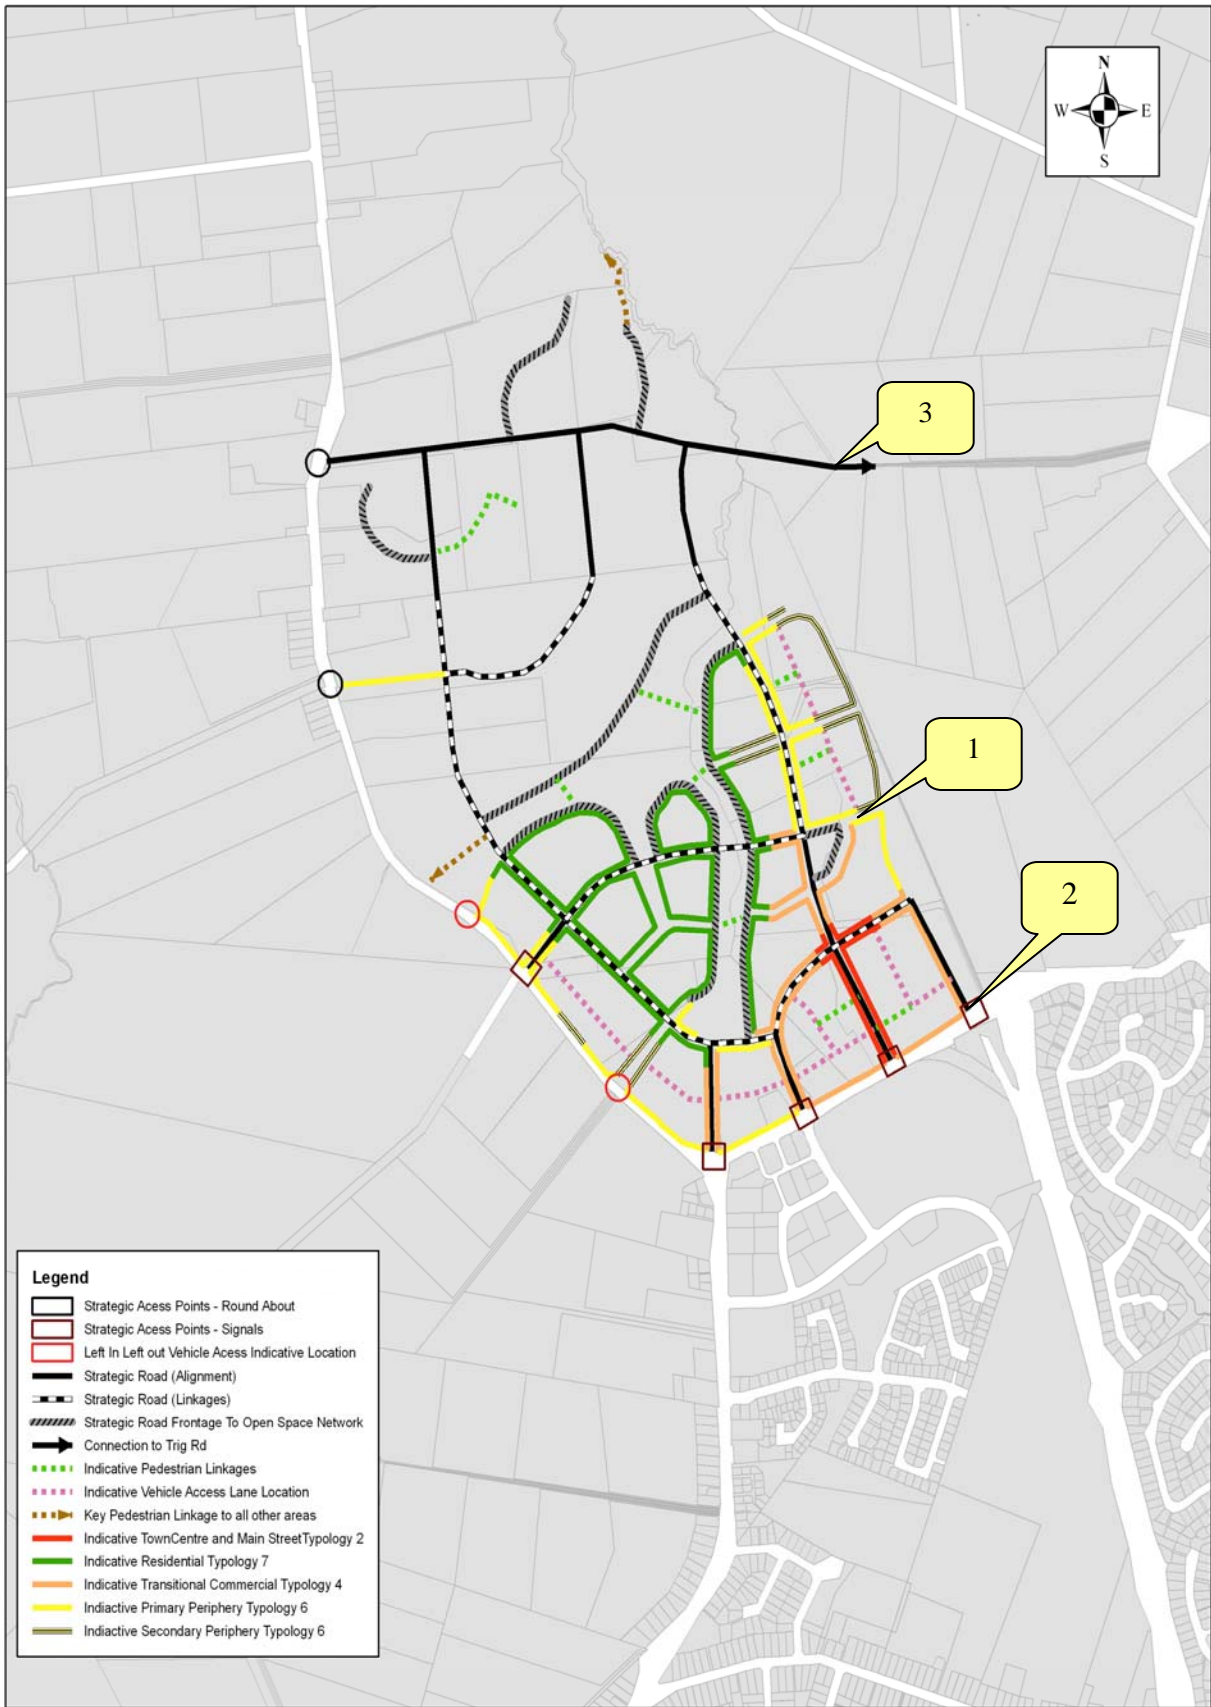 N
W E
S
3
1
2
Legend
Strategic Acess Points - Round About
Strategic Acess Points - Signals
Left In Left out Vehicle Acess Indicative Location
Strategic Road (Alignment)
Strategic Road (Linkages)
Strategic Road Frontage To Open Space Network
Connection to Trig Rd
Indicative Pedestrian Linkages
Indicative Vehicle Access Lane Location
Key Pedestrian Linkage to all other areas
Indicative TownCentre and Main StreetTypology 2
Indicative Residential Typology 7
Indicative Transitional Commercial Typology 4
Indiactive Primary Periphery Typology 6
Indiactive Secondary Periphery Typology 6